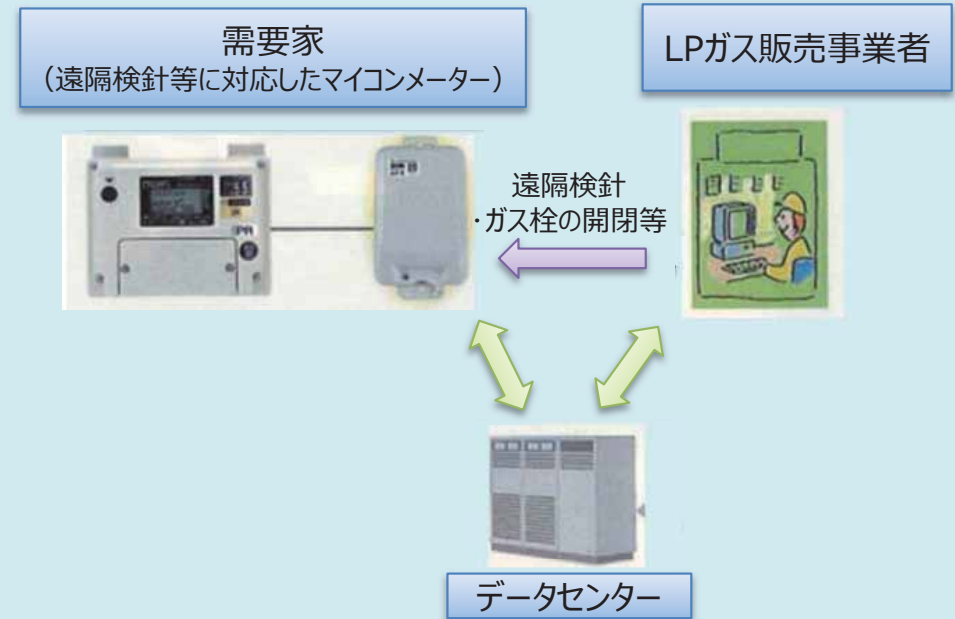 需要家
（遠隔検針等に対応したマイコンメーター）
LPガス販売事業者
遠隔検針
・ガス栓の開閉等
データセンター